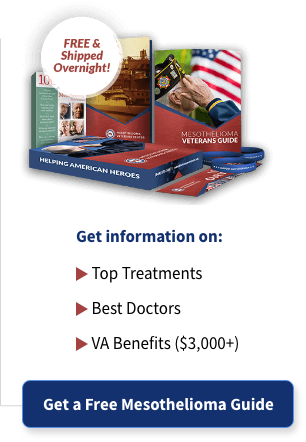 FREE &
Shipped
Overnight!
10
MESOTHELIOMA
VETERANS GUIDE
HELPING AMERICAN HEROES
Get information on:
Top Treatments
Best Doctors
VA Benefits ($3,000+)
Get a Free Mesothelioma Guide